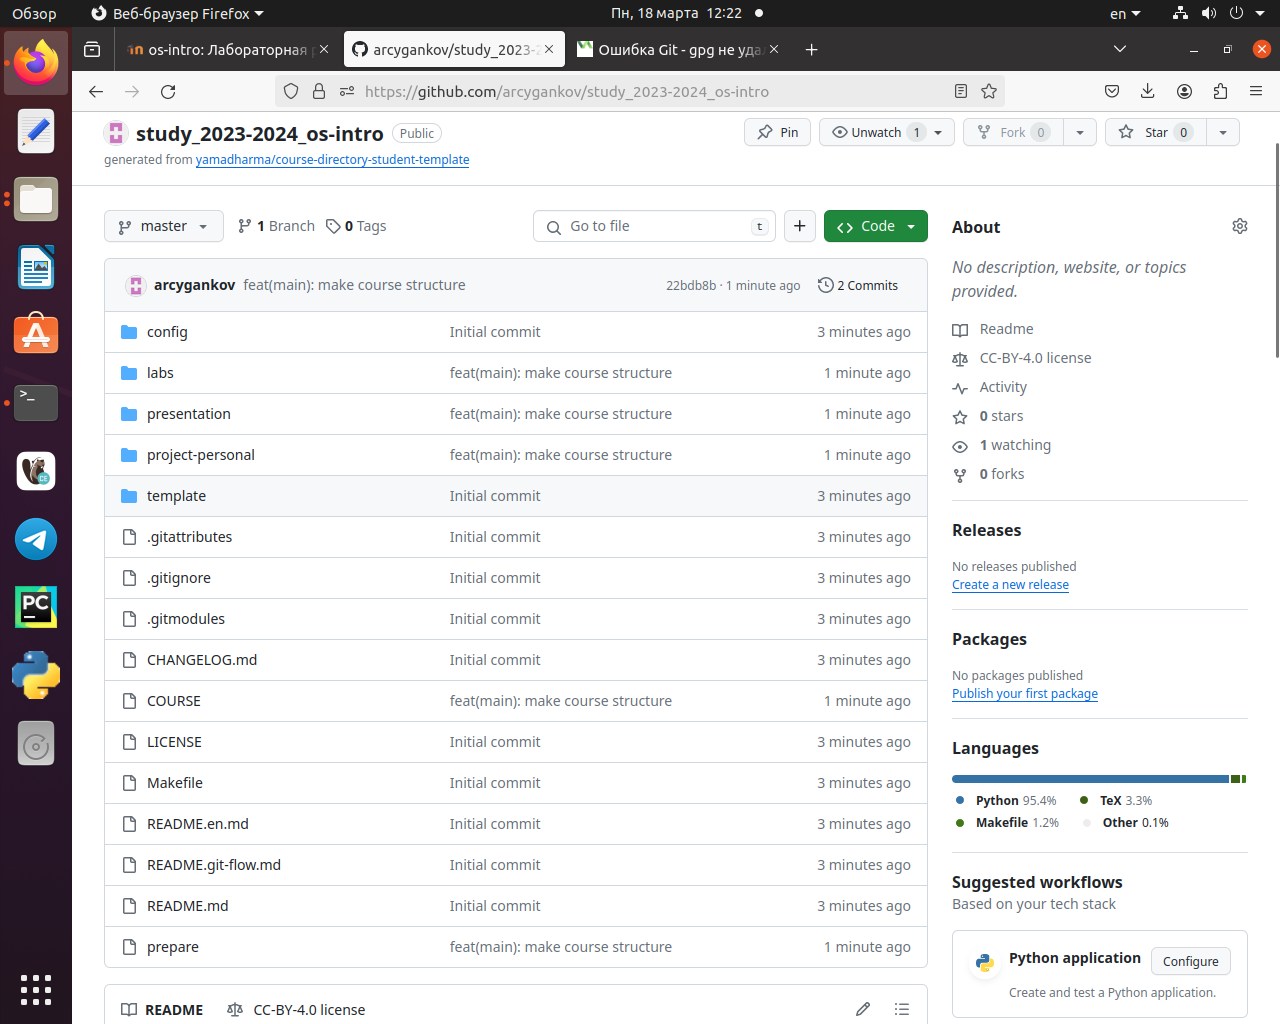 Обзор
Веб-браузер Firefox
Пн, 18 марта 12:22
en
os-intro: Лабораторная
arcygankov/study_2023-2
Ошибка Git - gpg не уда
https://github.com/arcygankov/study_2023-2024_os-intro
study_2023-2024_os-intro
Public
Pin
Unwatch 1
Fork 0
Star 0
generated from yamadharma/course-directory-student-template
master
1 Branch
0 Tags
Go to file
t
Code
arcygankov feat(main): make course structure 22bdb8b · 1 minute ago 2 Commits
config Initial commit 3 minutes ago
labs feat(main): make course structure 1 minute ago
presentation feat(main): make course structure 1 minute ago
project-personal feat(main): make course structure 1 minute ago
template Initial commit 3 minutes ago
.gitattributes Initial commit 3 minutes ago
.gitignore Initial commit 3 minutes ago
.gitmodules Initial commit 3 minutes ago
CHANGELOG.md Initial commit 3 minutes ago
COURSE feat(main): make course structure 1 minute ago
LICENSE Initial commit 3 minutes ago
Makefile Initial commit 3 minutes ago
README.en.md Initial commit 3 minutes ago
README.git-flow.md Initial commit 3 minutes ago
README.md Initial commit 3 minutes ago
prepare feat(main): make course structure 1 minute ago
README
CC-BY-4.0 license
About
No description, website, or topics
provided.
Readme
CC-BY-4.0 license
Activity
0 stars
1 watching
0 forks
Releases
No releases published
Create a new release
Packages
No packages published
Publish your first package
Languages
Python 95.4% TeX 3.3%
Makefile 1.2% Other 0.1%
Suggested workflows
Based on your tech stack
Python application
Configure
Create and test a Python application.
>_
CE
PC